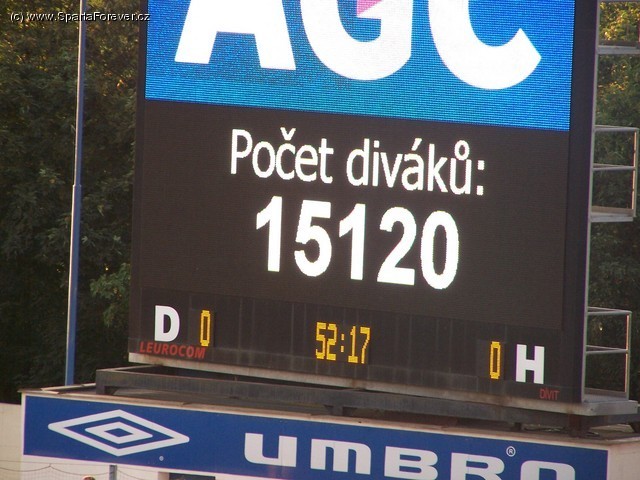 (c) www.SpartaForever.cz
AGC
Počet diváků:
15120
D 0 52:17 0 H
LEUROCOM
DIVIT
UMBRO®